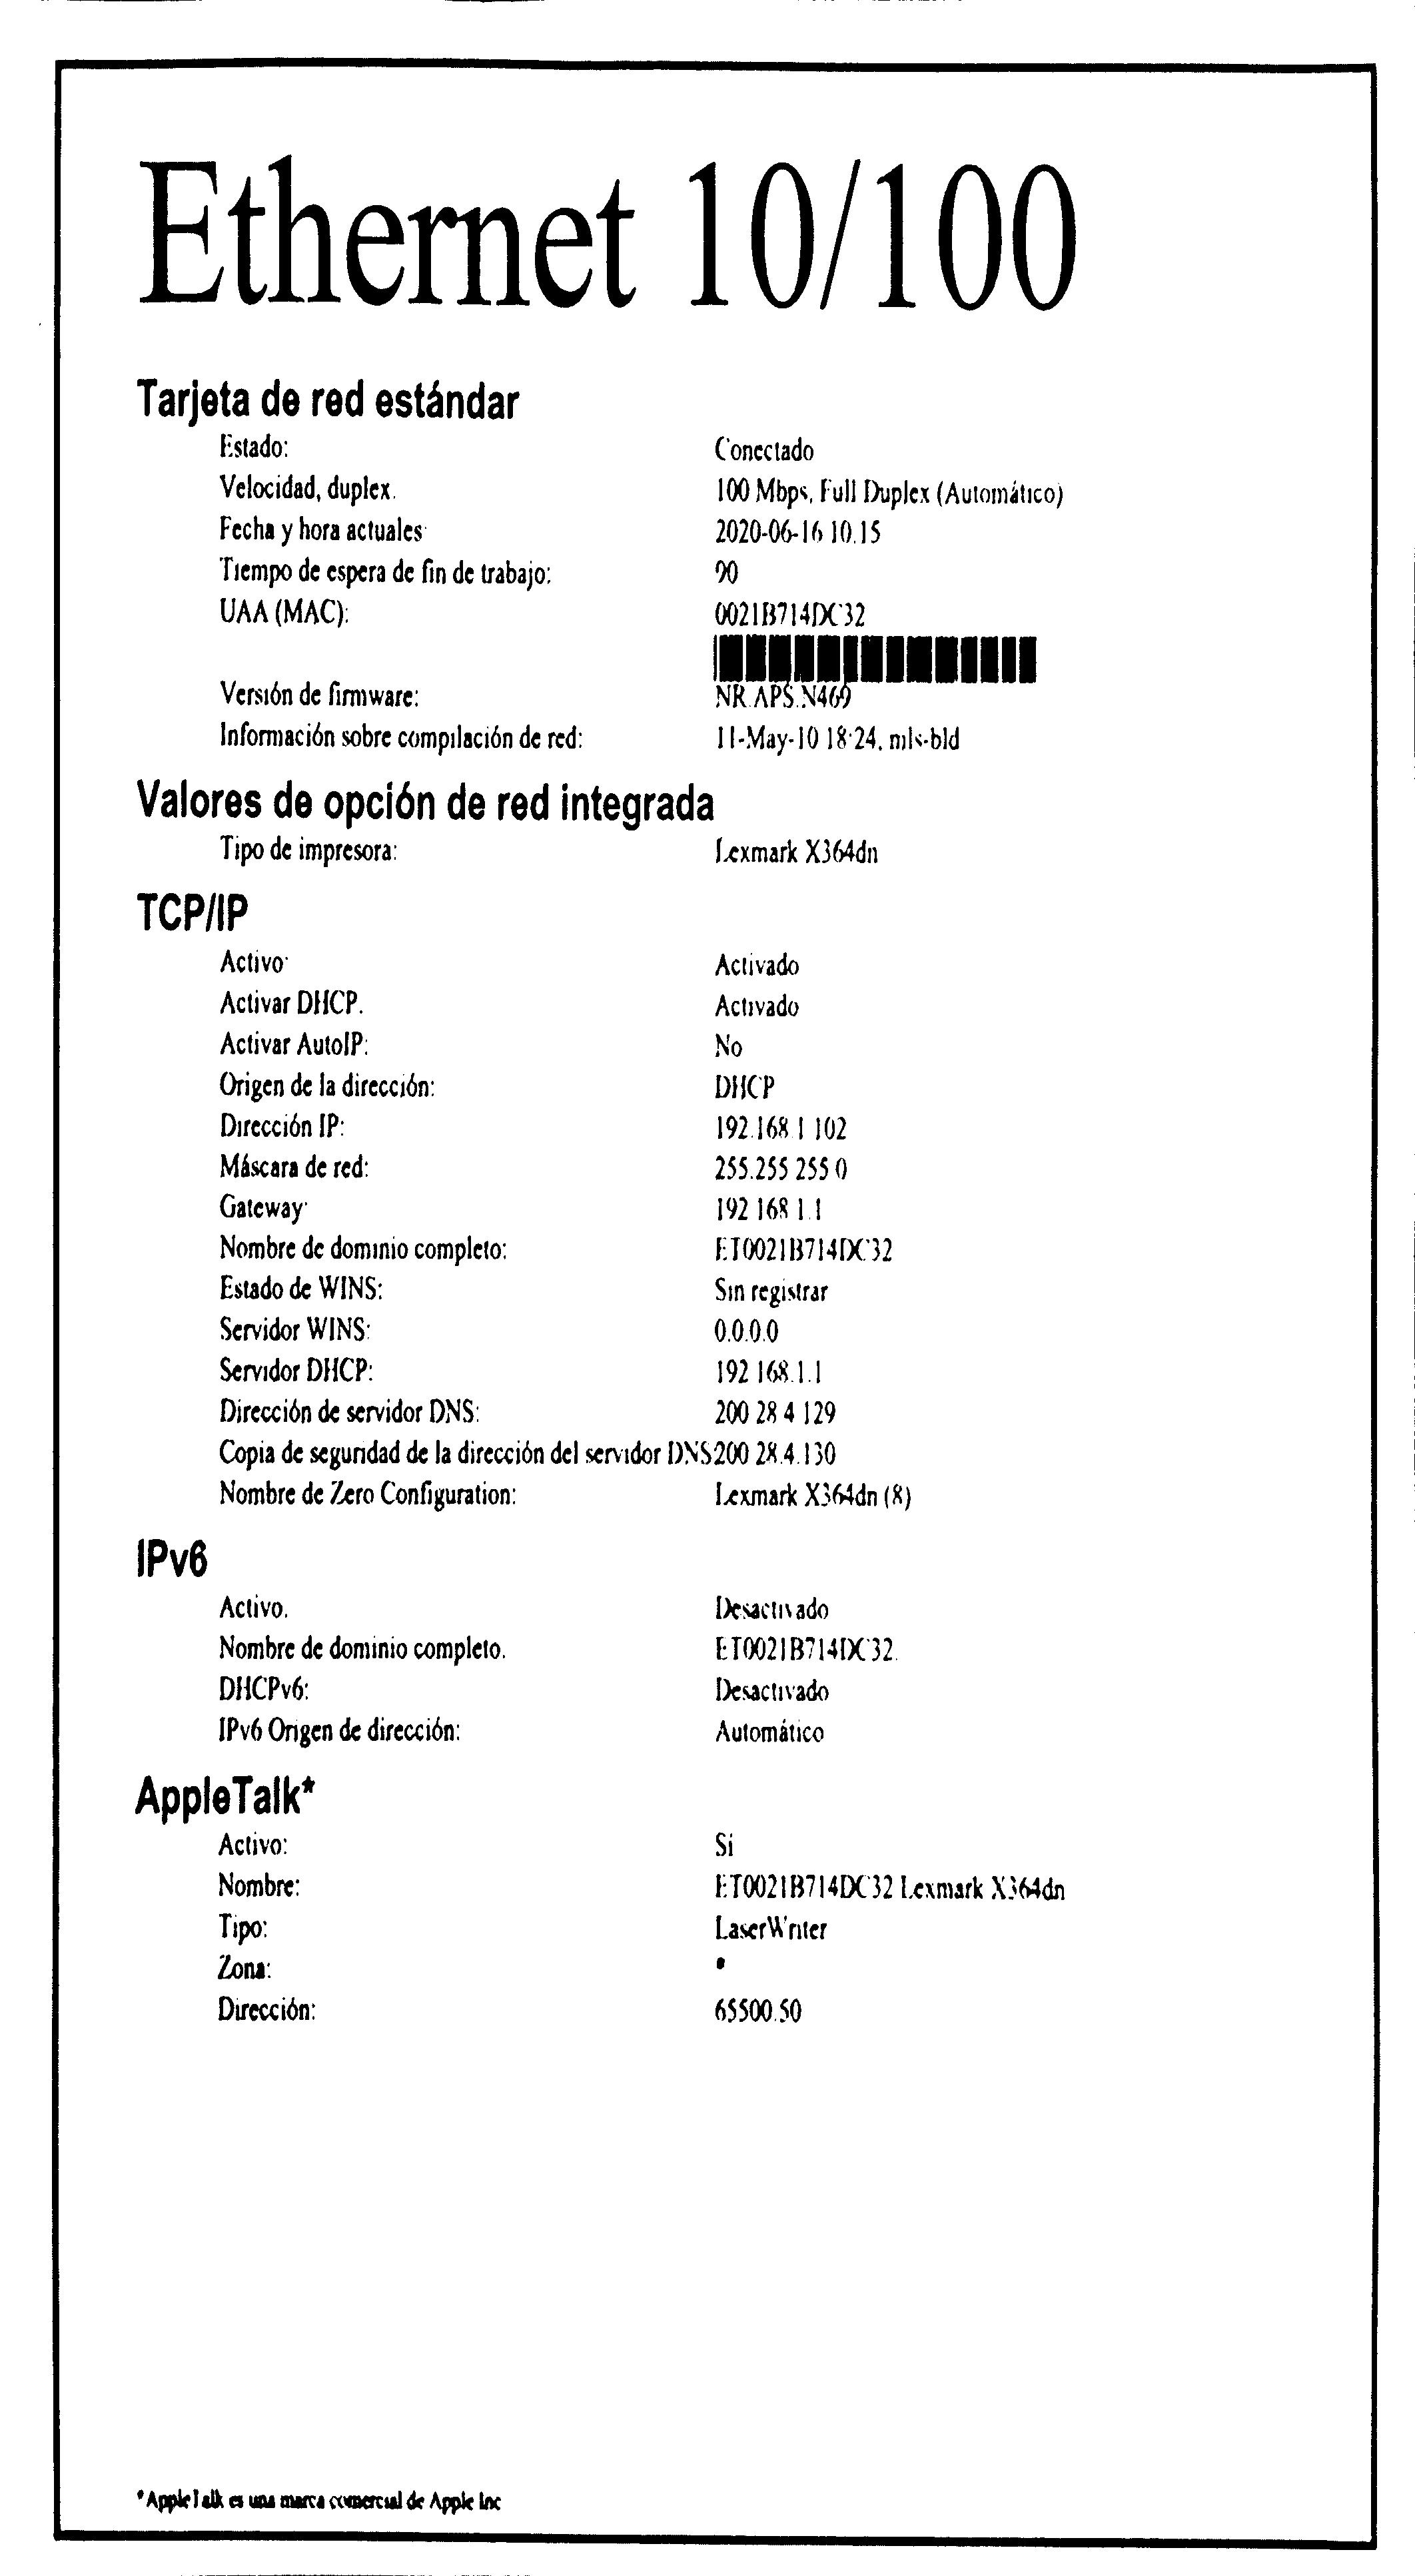 Ethernet 10/100
Tarjeta de red estándar
Estado: Conectado
Velocidad, duplex. 100 Mbps, Full Duplex (Automático)
Fecha y hora actuales: 2020-06-16 10:15
Tiempo de espera de fin de trabajo: 90
UAA (MAC): 0021B714DC32
Versión de firmware: NR.APS.N469
Información sobre compilación de red: 11-May-10 18:24, mls-bld
Valores de opción de red integrada
Tipo de impresora: Lexmark X364dn
TCP/IP
Activo: Activado
Activar DHCP. Activado
Activar AutoIP: No
Origen de la dirección: DHCP
Dirección IP: 192.168.1.102
Máscara de red: 255.255.255.0
Gateway: 192.168.1.1
Nombre de dominio completo: ET0021B714DC32
Estado de WINS: Sin registrar
Servidor WINS: 0.0.0.0
Servidor DHCP: 192.168.1.1
Dirección de servidor DNS: 200.28.4.129
Copia de seguridad de la dirección del servidor DNS 200.28.4.130
Nombre de Zero Configuration: Lexmark X364dn (8)
IPv6
Activo. Desactivado
Nombre de dominio completo. ET0021B714DC32.
DHCPv6: Desactivado
IPv6 Origen de dirección: Automático
AppleTalk*
Activo: Sí
Nombre: ET0021B714DC32 Lexmark X364dn
Tipo: LaserWriter
Zona: *
Dirección: 65500.50
*AppleTalk es una marca comercial de Apple Inc